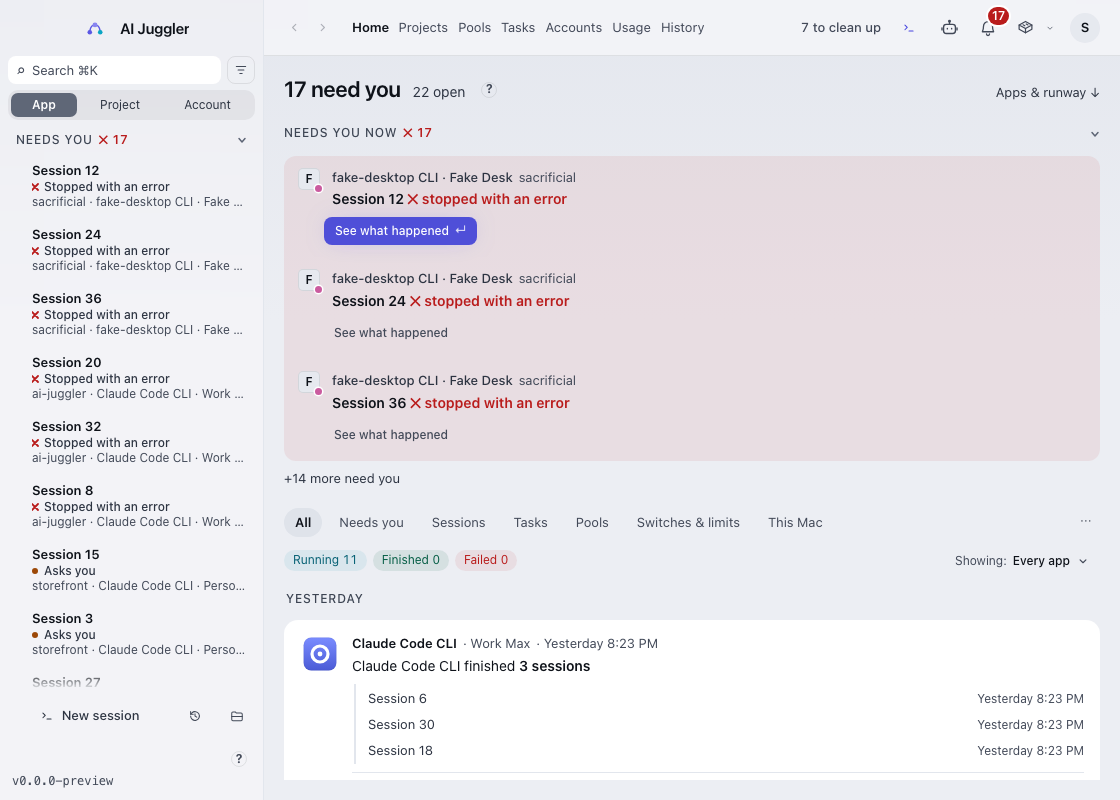 AI Juggler
Search ⌘K
App Project Account
NEEDS YOU ✕ 17
Session 12
✕ Stopped with an error
sacrificial · fake-desktop CLI · Fake ...
Session 24
✕ Stopped with an error
sacrificial · fake-desktop CLI · Fake ...
Session 36
✕ Stopped with an error
sacrificial · fake-desktop CLI · Fake ...
Session 20
✕ Stopped with an error
ai-juggler · Claude Code CLI · Work ...
Session 32
✕ Stopped with an error
ai-juggler · Claude Code CLI · Work ...
Session 8
✕ Stopped with an error
ai-juggler · Claude Code CLI · Work ...
Session 15
Asks you
storefront · Claude Code CLI · Perso...
Session 3
Asks you
storefront · Claude Code CLI · Perso...
Session 27
New session
?
v0.0.0-preview
Home Projects Pools Tasks Accounts Usage History 7 to clean up 17 S
17 need you 22 open ? Apps & runway ↓
NEEDS YOU NOW ✕ 17
F fake-desktop CLI · Fake Desk sacrificial
Session 12 ✕ stopped with an error
See what happened ↵
F fake-desktop CLI · Fake Desk sacrificial
Session 24 ✕ stopped with an error
See what happened
F fake-desktop CLI · Fake Desk sacrificial
Session 36 ✕ stopped with an error
See what happened
+14 more need you
All Needs you Sessions Tasks Pools Switches & limits This Mac ...
Running 11 Finished 0 Failed 0 Showing: Every app
YESTERDAY
Claude Code CLI · Work Max · Yesterday 8:23 PM
Claude Code CLI finished 3 sessions
Session 6 Yesterday 8:23 PM
Session 30 Yesterday 8:23 PM
Session 18 Yesterday 8:23 PM